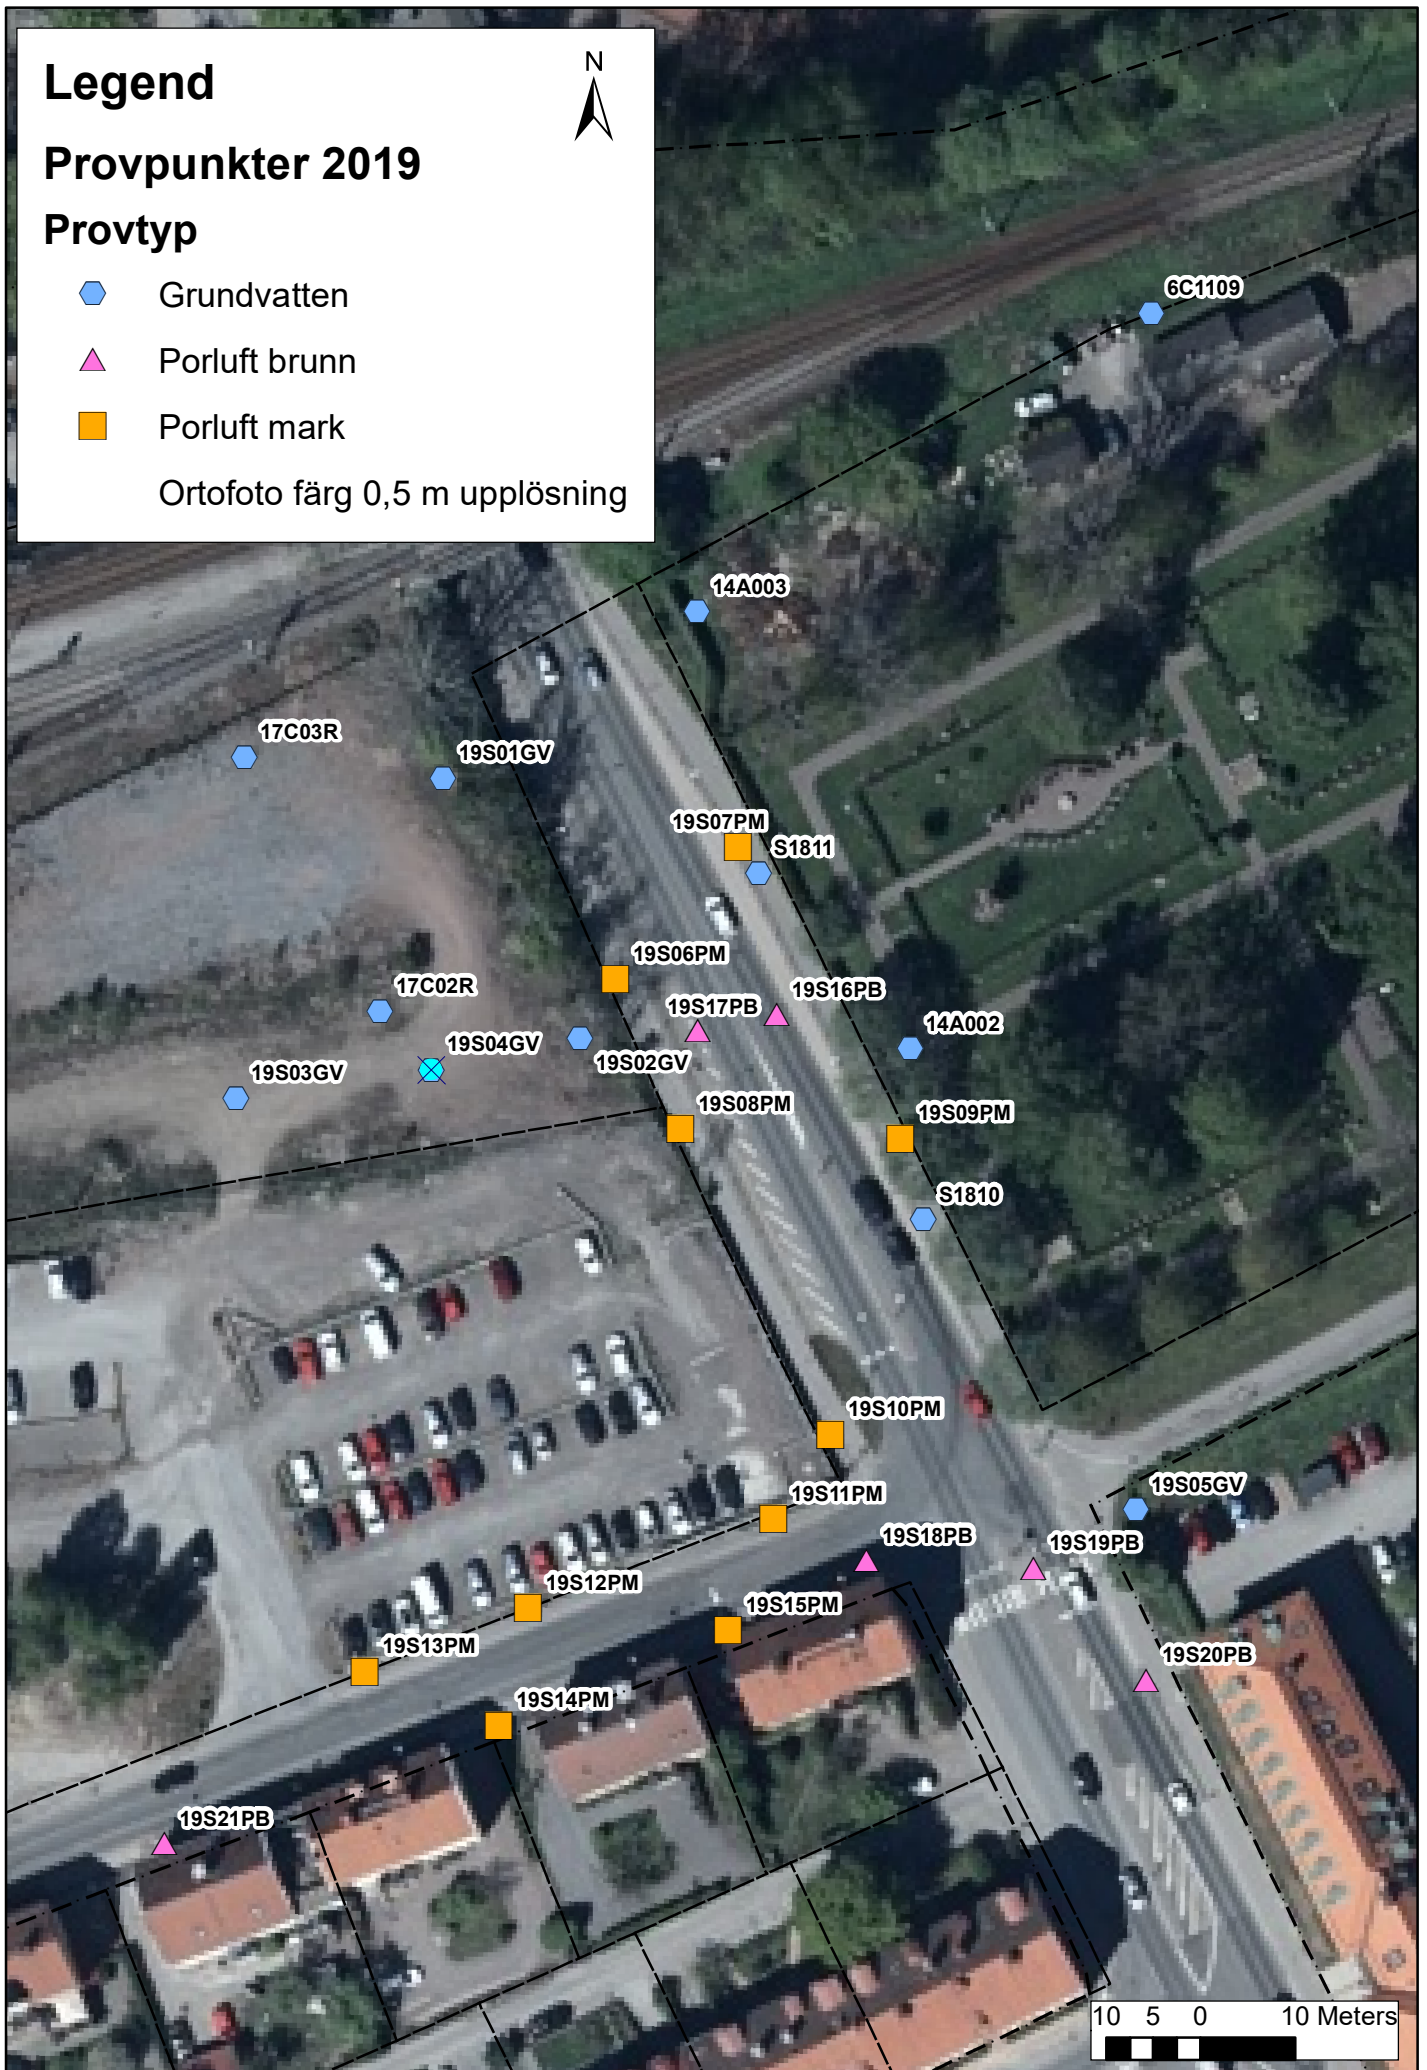 Legend
N
Provpunkter 2019
Provtyp
Grundvatten
Porluft brunn
Porluft mark
Ortofoto färg 0,5 m upplösning
6C1109
14A003
17C03R
19S01GV
19S07PM
S1811
19S06PM
17C02R
19S16PB
19S17PB
14A002
19S04GV
19S02GV
19S03GV
19S08PM
19S09PM
S1810
19S10PM
19S11PM
19S05GV
19S18PB
19S19PB
19S12PM
19S15PM
19S13PM
19S20PB
19S14PM
19S21PB
10 5 0 10 Meters